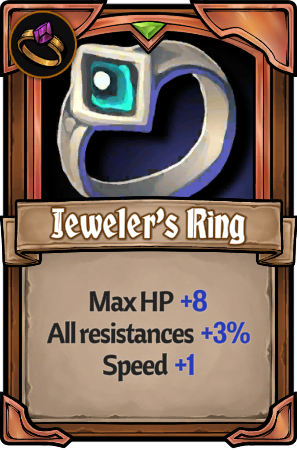 Jeweler's Ring
Max HP +8
All resistances +3%
Speed +1